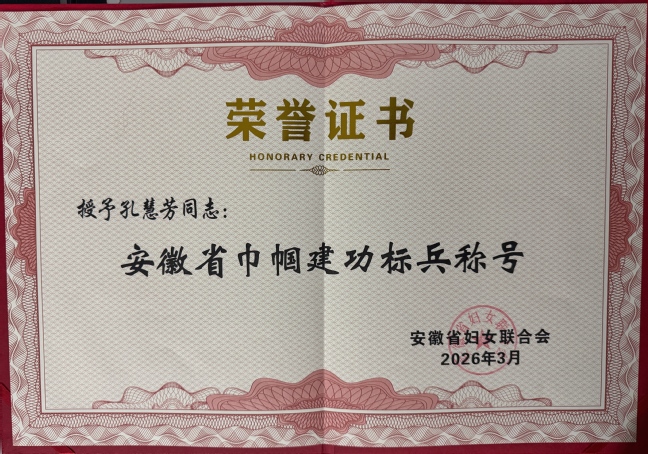 荣誉证书
HONORARY CREDENTIAL
授予孔慧芳同志：
安徽省巾帼建功标兵称号
安徽省妇女联合会
2026年3月